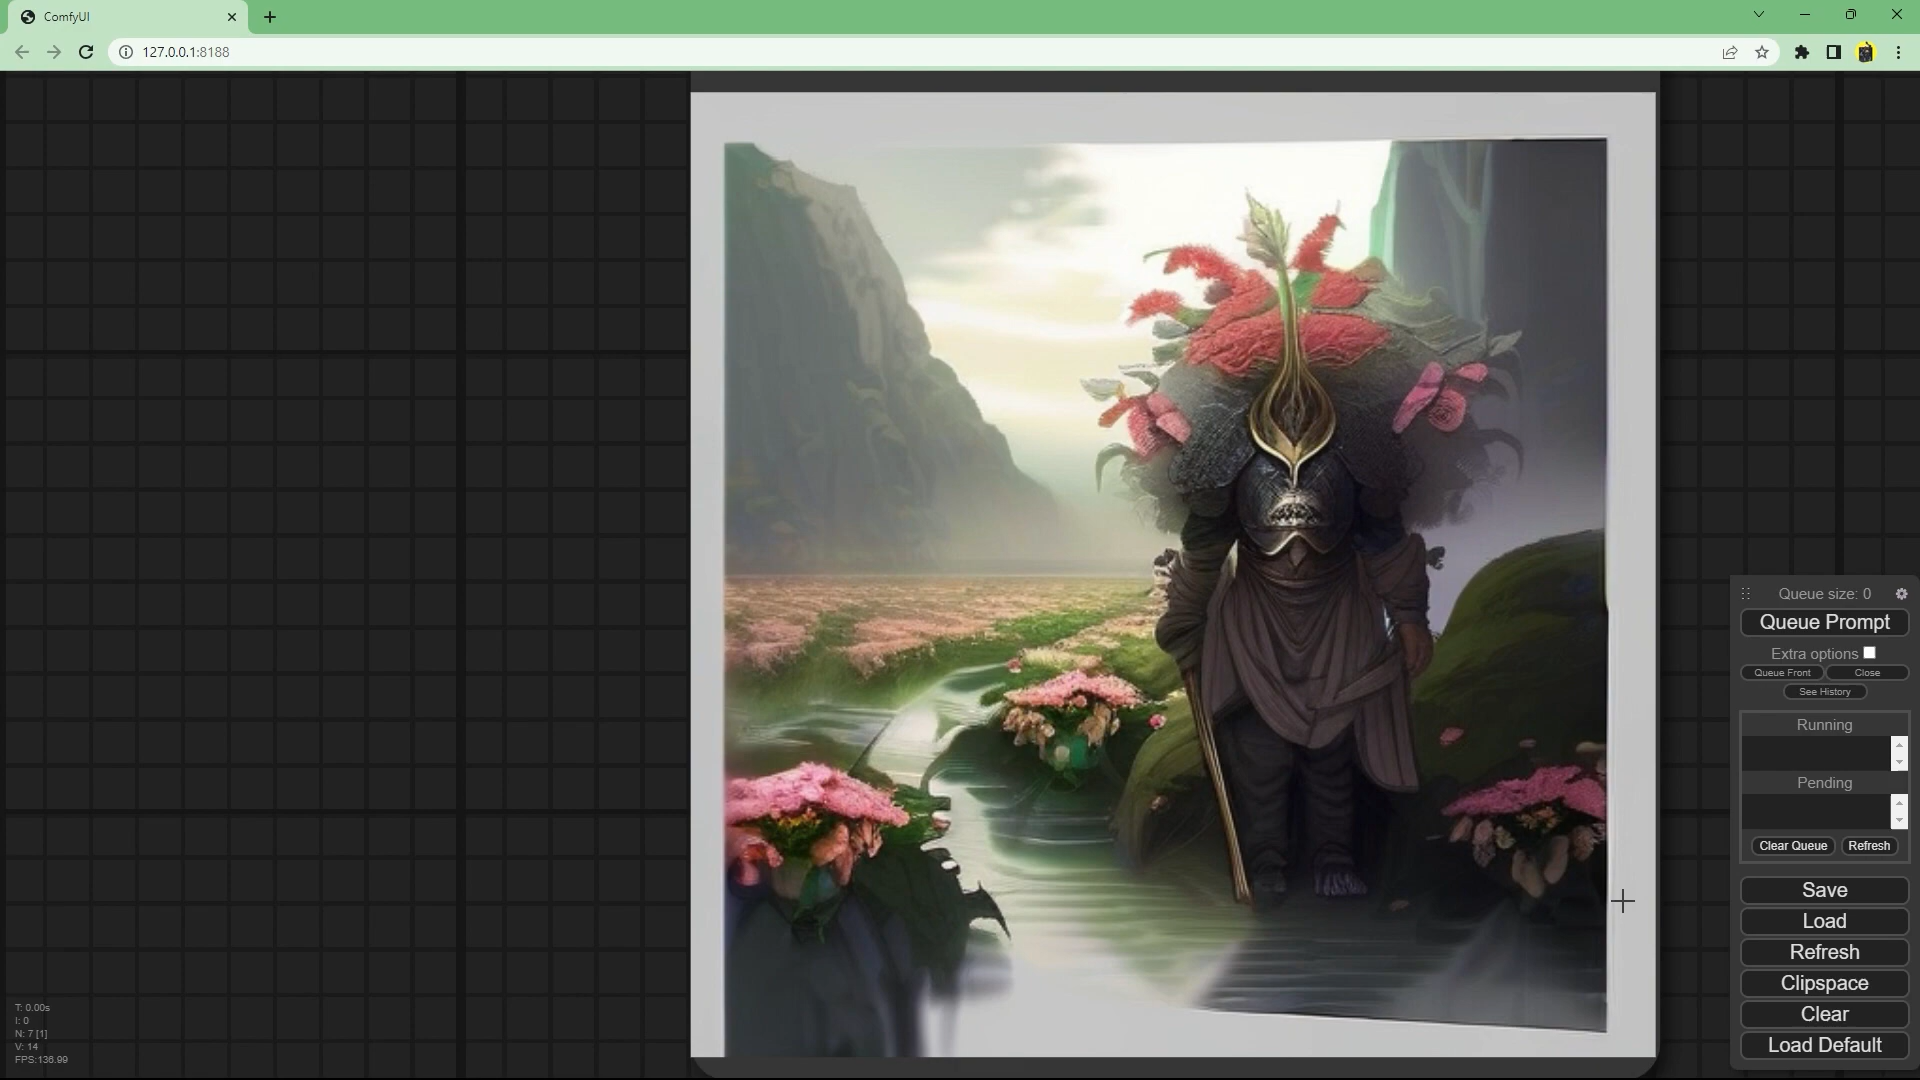 ComfyUI
127.0.0.1:8188
Queue size: 0
Queue Prompt
Extra options
Queue Front Close
See History
Running
Pending
Clear Queue Refresh
Save
Load
Refresh
Clipspace
Clear
Load Default
T: 0.00s
I: 0
N: 7 [1]
V: 14
FPS:136.99